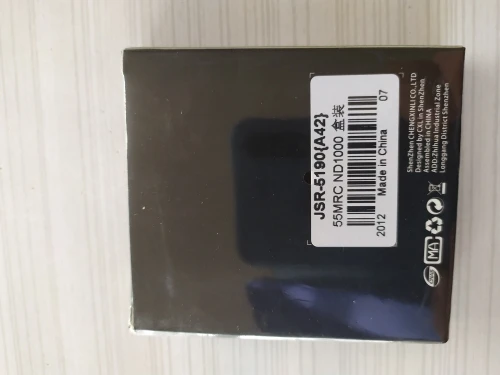 JSR-5190{A42}
55MRC ND1000 盒装
2012 Made in China 07
ShenZhen CHENGXINLI CO.,LTD
Designed by CXL in ShenZhen
Assembled in CHINA
ADD:Zhihua Industrial Zone
Longgang District Shenzhen
MA